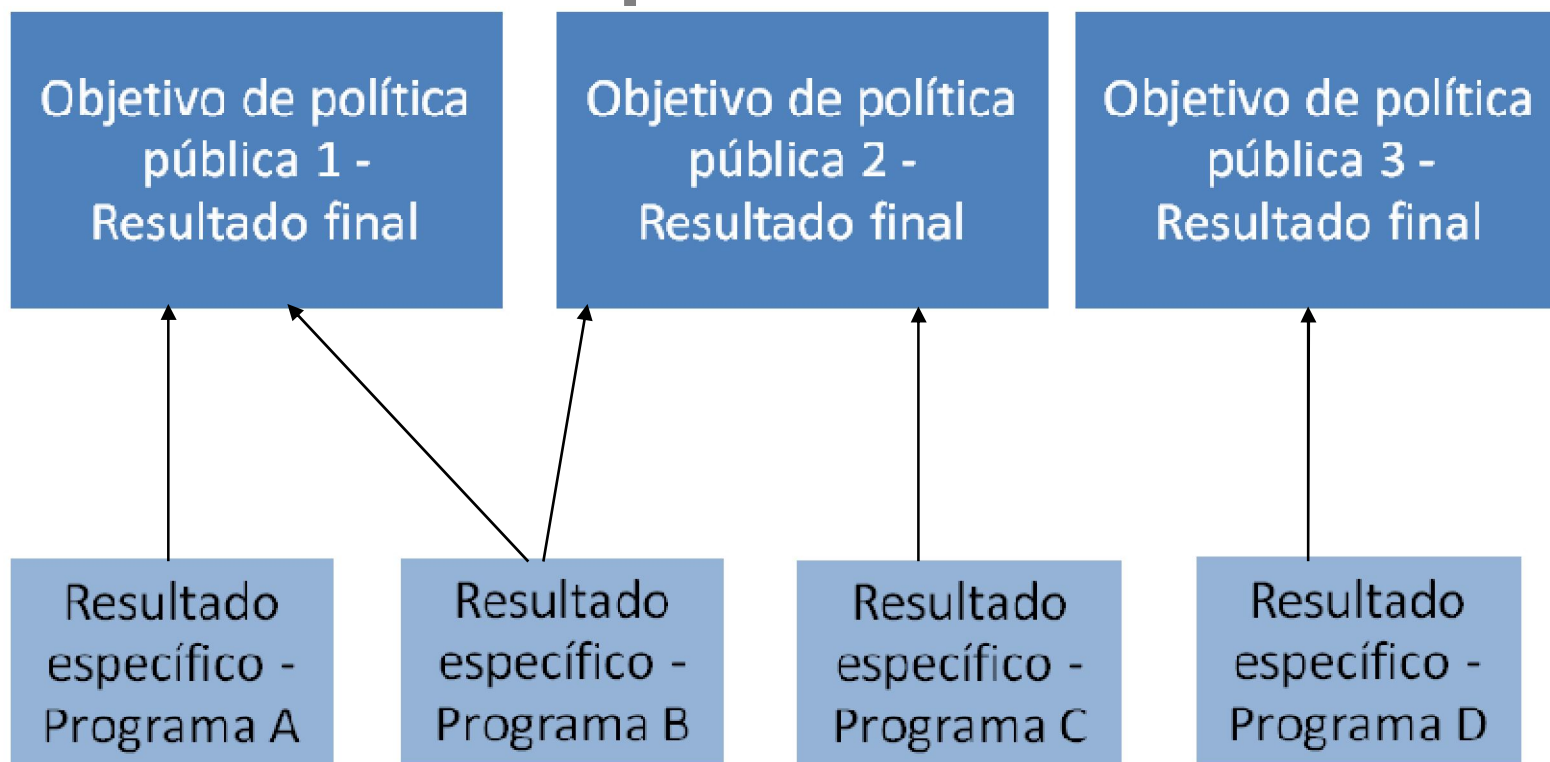 Objetivo de política
pública 1 -
Resultado final
Objetivo de política
pública 2 -
Resultado final
Objetivo de política
pública 3 -
Resultado final
Resultado
específico -
Programa A
Resultado
específico -
Programa B
Resultado
específico -
Programa C
Resultado
específico -
Programa D